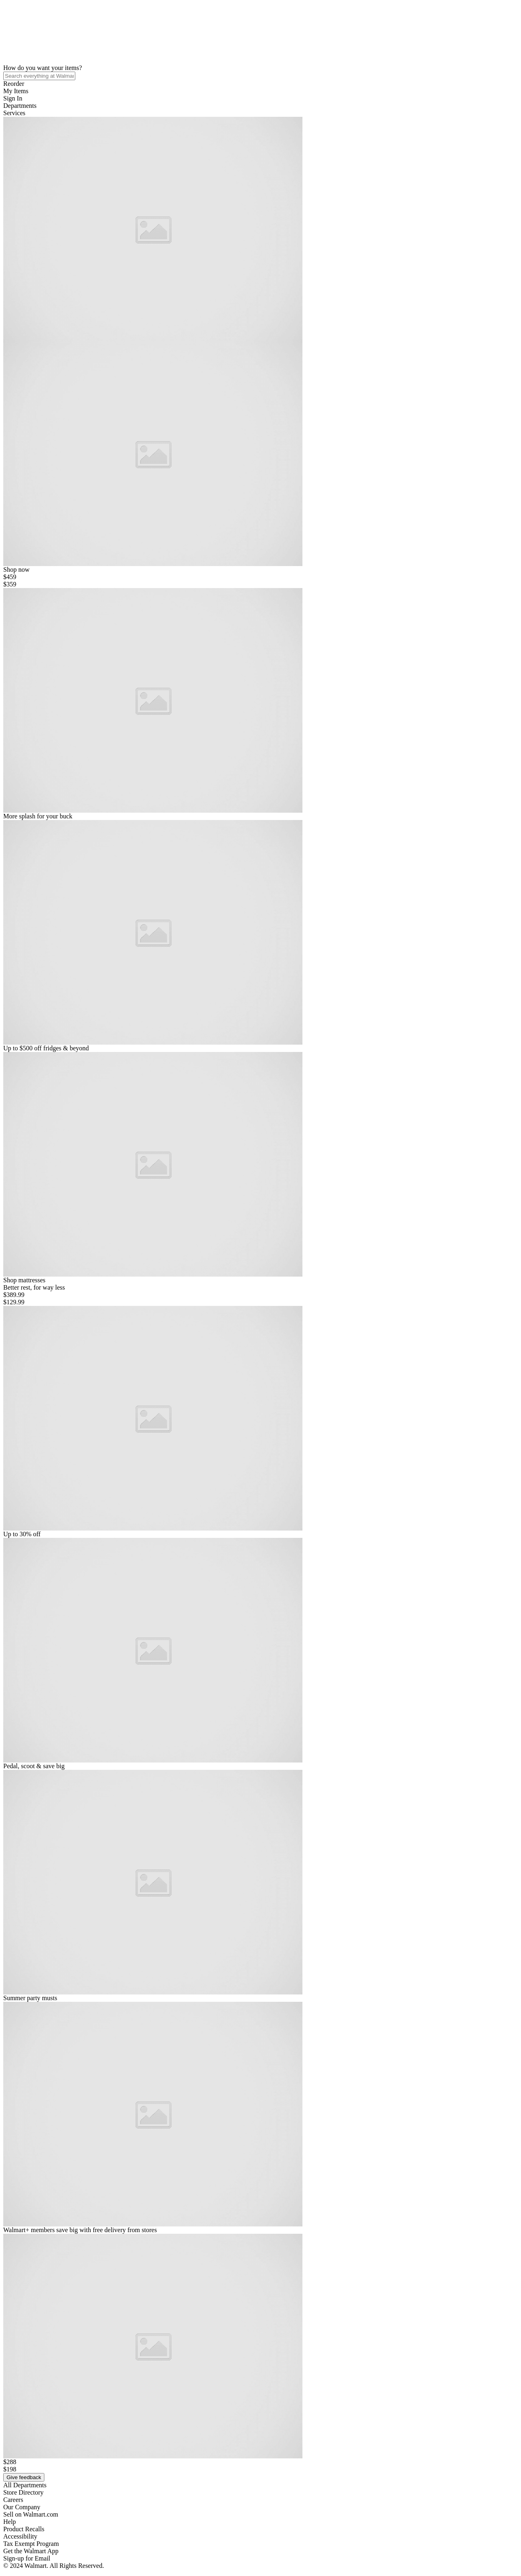 How do you want your items?
Search everything at Walmar
Reorder
My Items
Sign In
Departments
Services
Shop now
$459
$359
More splash for your buck
Up to $500 off fridges & beyond
Shop mattresses
Better rest, for way less
$389.99
$129.99
Up to 30% off
Pedal, scoot & save big
Summer party musts
Walmart+ members save big with free delivery from stores
$288
$198
Give feedback
All Departments
Store Directory
Careers
Our Company
Sell on Walmart.com
Help
Product Recalls
Accessibility
Tax Exempt Program
Get the Walmart App
Sign-up for Email
© 2024 Walmart. All Rights Reserved.